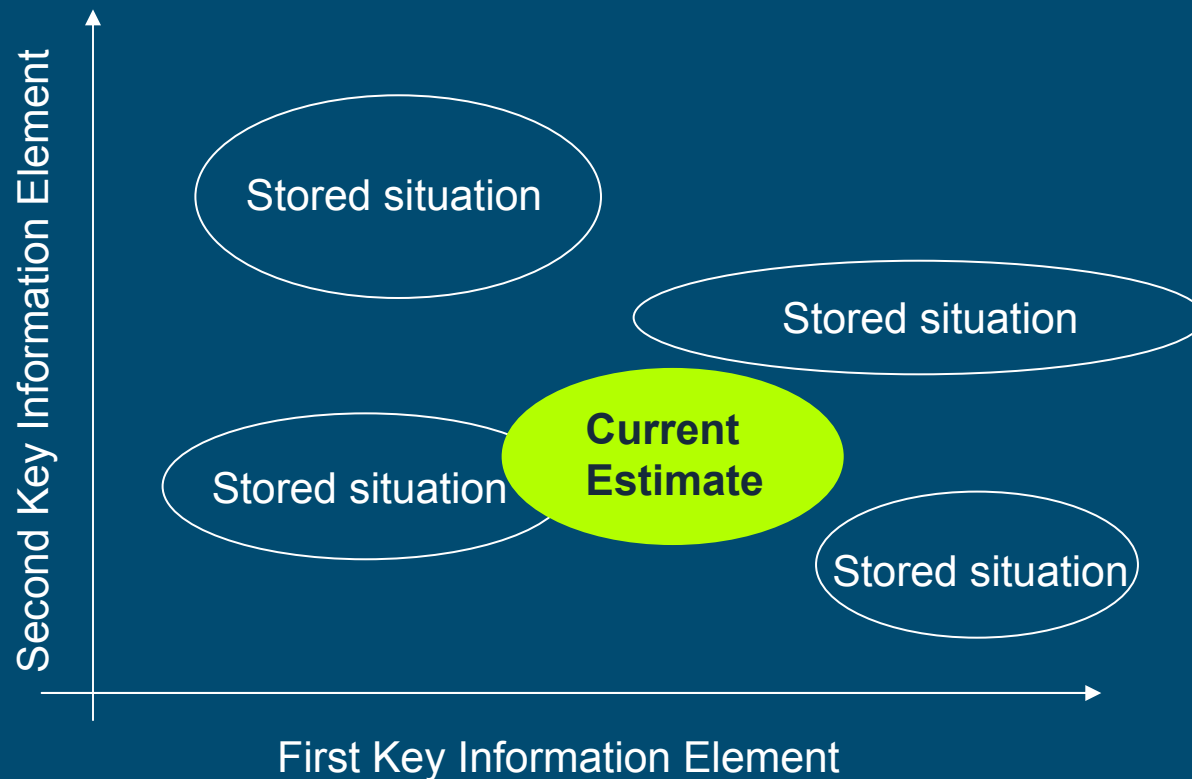 Second Key Information Element
Stored situation
Stored situation
Current
Estimate
Stored situation
Stored situation
First Key Information Element